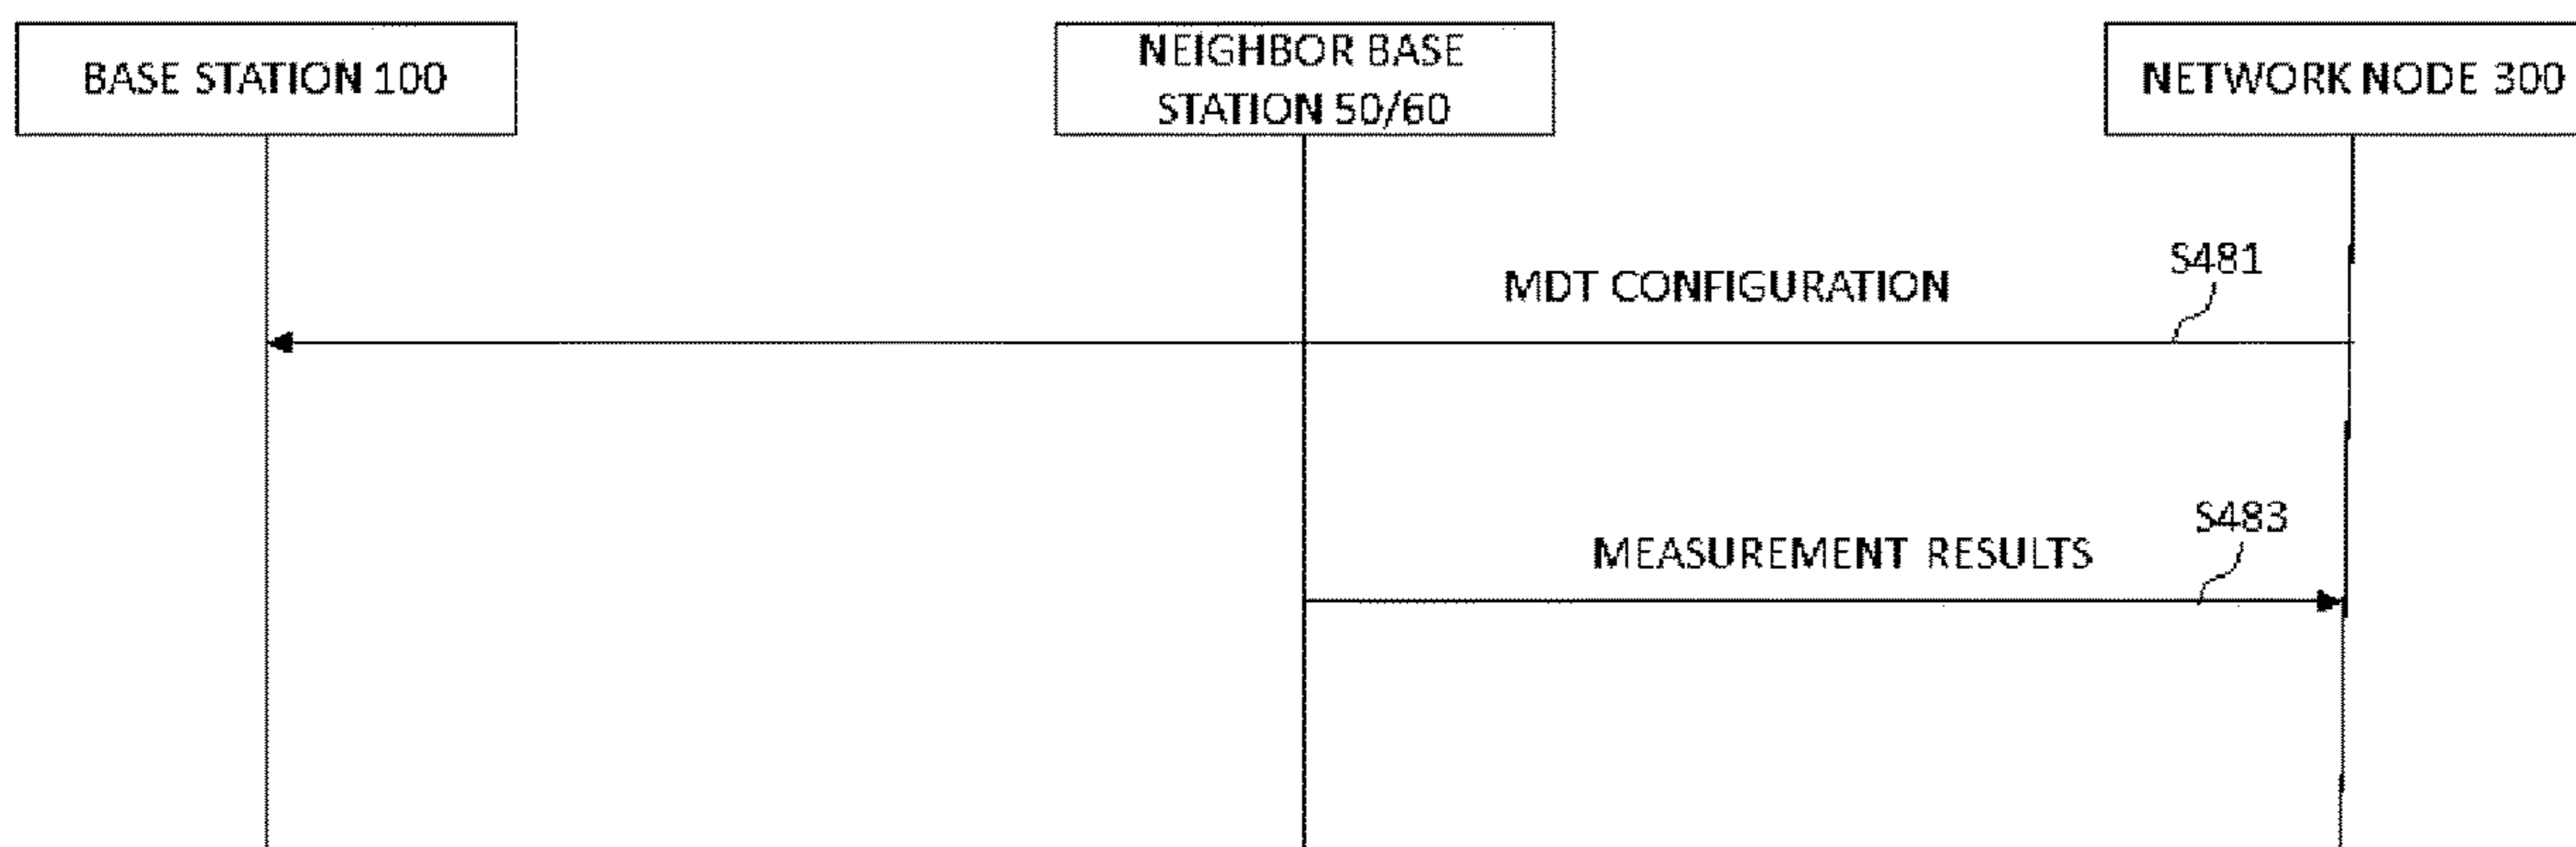 BASE STATION 100
NEIGHBOR BASE
STATION 50/60
NETWORK NODE 300
S481
MDT CONFIGURATION
S483
MEASUREMENT RESULTS